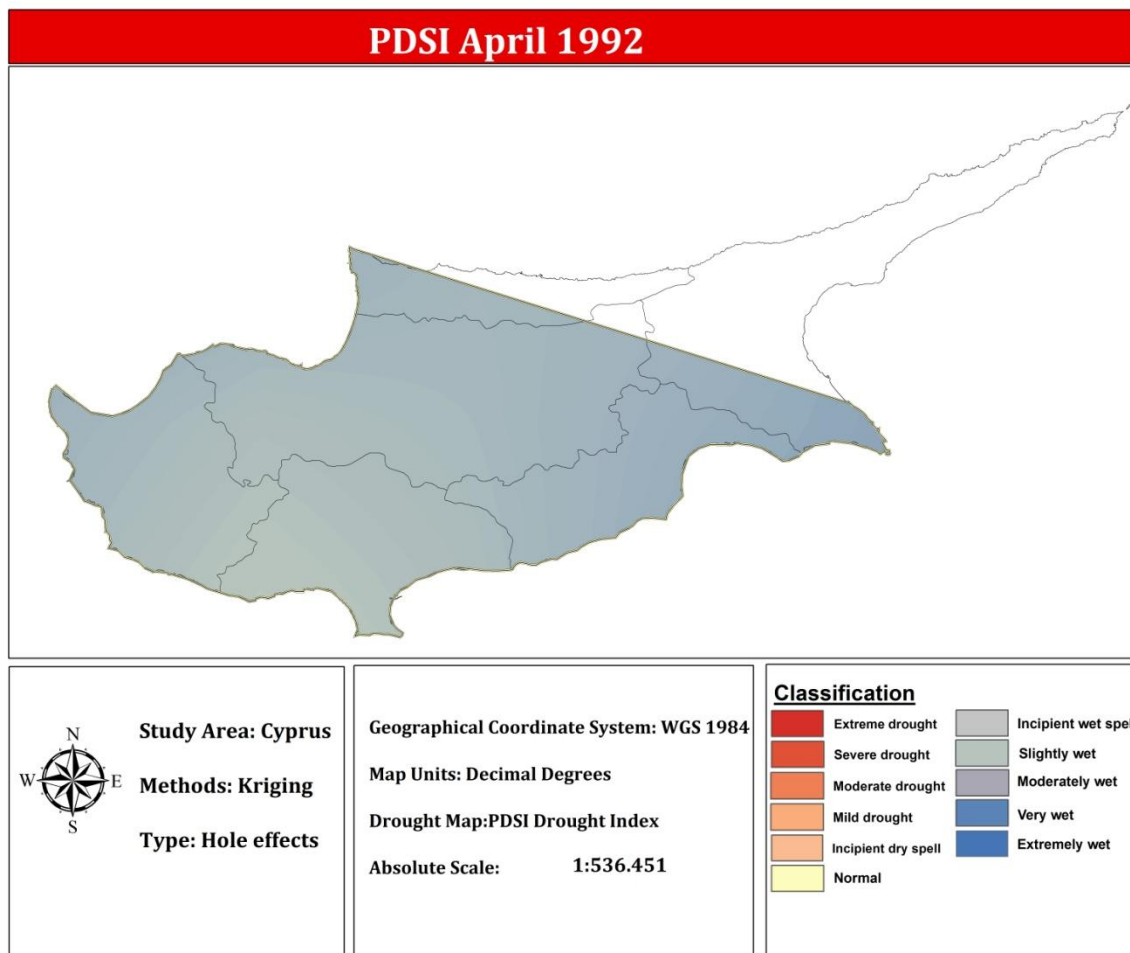 PDSI April 1992
N
W E
S
Study Area: Cyprus
Methods: Kriging
Type: Hole effects
Geographical Coordinate System: WGS 1984
Map Units: Decimal Degrees
Drought Map:PDSI Drought Index
Absolute Scale: 1:536.451
Classification
Extreme drought
Severe drought
Moderate drought
Mild drought
Incipient dry spell
Normal
Incipient wet spel
Slightly wet
Moderately wet
Very wet
Extremely wet